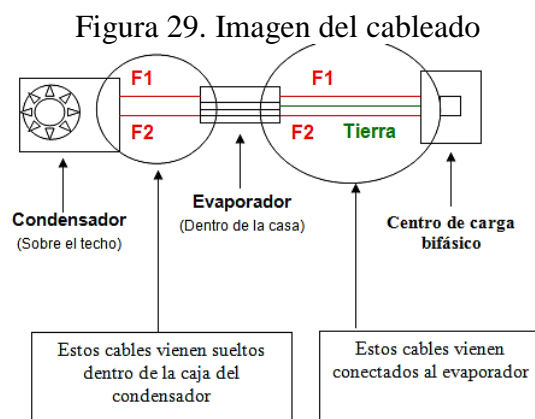 Figura 29. Imagen del cableado
F1
F1
F2
F2
Tierra
Condensador
(Sobre el techo)
Evaporador
(Dentro de la casa)
Centro de carga
bifásico
Estos cables vienen sueltos
dentro de la caja del
condensador
Estos cables vienen
conectados al evaporador